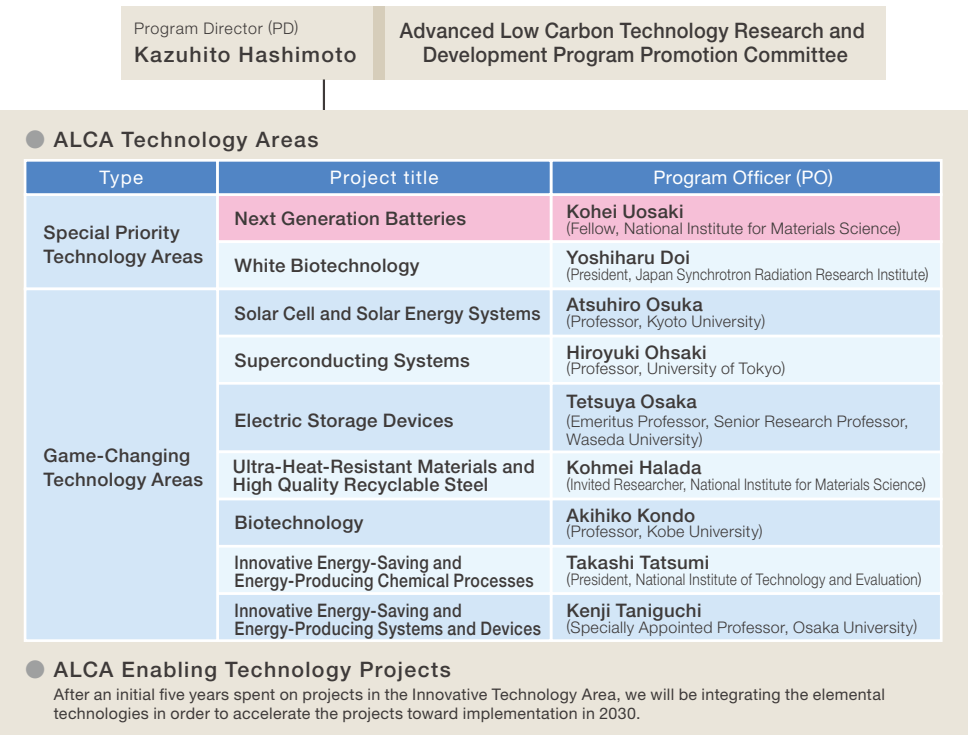 Program Director (PD)
Kazuhito Hashimoto
Advanced Low Carbon Technology Research and
Development Program Promotion Committee
ALCA Technology Areas
Type
Project title
Program Officer (PO)
Special Priority
Technology Areas
Next Generation Batteries
Kohei Uosaki
(Fellow, National Institute for Materials Science)
White Biotechnology
Yoshiharu Doi
(President, Japan Synchrotron Radiation Research Institute)
Game-Changing
Technology Areas
Solar Cell and Solar Energy Systems
Atsuhiro Osuka
(Professor, Kyoto University)
Superconducting Systems
Hiroyuki Ohsaki
(Professor, University of Tokyo)
Electric Storage Devices
Tetsuya Osaka
(Emeritus Professor, Senior Research Professor,
Waseda University)
Ultra-Heat-Resistant Materials and
High Quality Recyclable Steel
Kohmei Halada
(Invited Researcher, National Institute for Materials Science)
Biotechnology
Akihiko Kondo
(Professor, Kobe University)
Innovative Energy-Saving and
Energy-Producing Chemical Processes
Takashi Tatsumi
(President, National Institute of Technology and Evaluation)
Innovative Energy-Saving and
Energy-Producing Systems and Devices
Kenji Taniguchi
(Specially Appointed Professor, Osaka University)
ALCA Enabling Technology Projects
After an initial five years spent on projects in the Innovative Technology Area, we will be integrating the elemental
technologies in order to accelerate the projects toward implementation in 2030.